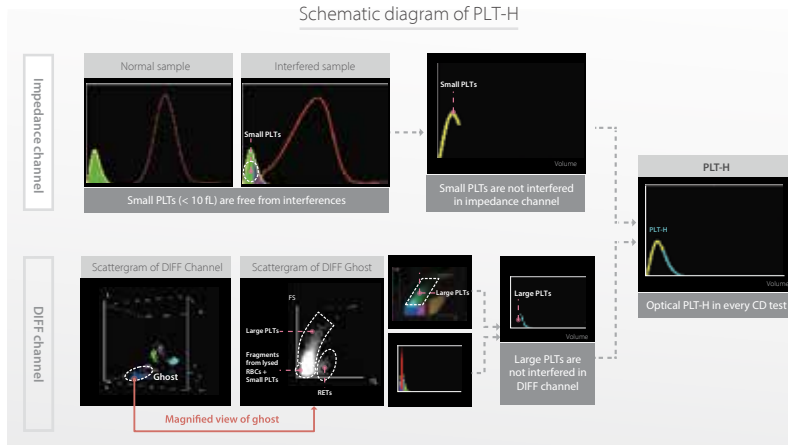 Schematic diagram of PLT-H
Impedance channel
Normal sample
Interfered sample
Small PLTs
Small PLTs (< 10 fL) are free from interferences
Small PLTs
Volume
Small PLTs are not interfered
in impedance channel
PLT-H
PLT-H
Volume
Optical PLT-H in every CD test
DIFF channel
Scattergram of DIFF Channel
Ghost
Scattergram of DIFF Ghost
FS
Large PLTs
Fragments
from lysed
RBCs +
Small PLTs
RETs
Magnified view of ghost
Large PLTs
Large PLTs
Volume
Large PLTs are
not interfered in
DIFF channel